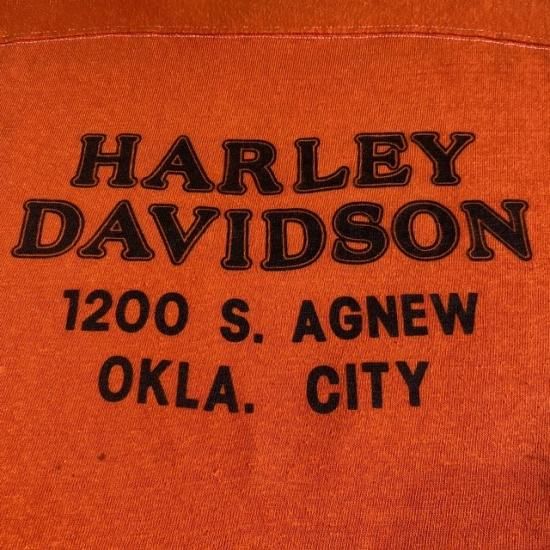 HARLEY
DAVIDSON
1200 S. AGNEW
OKLA. CITY